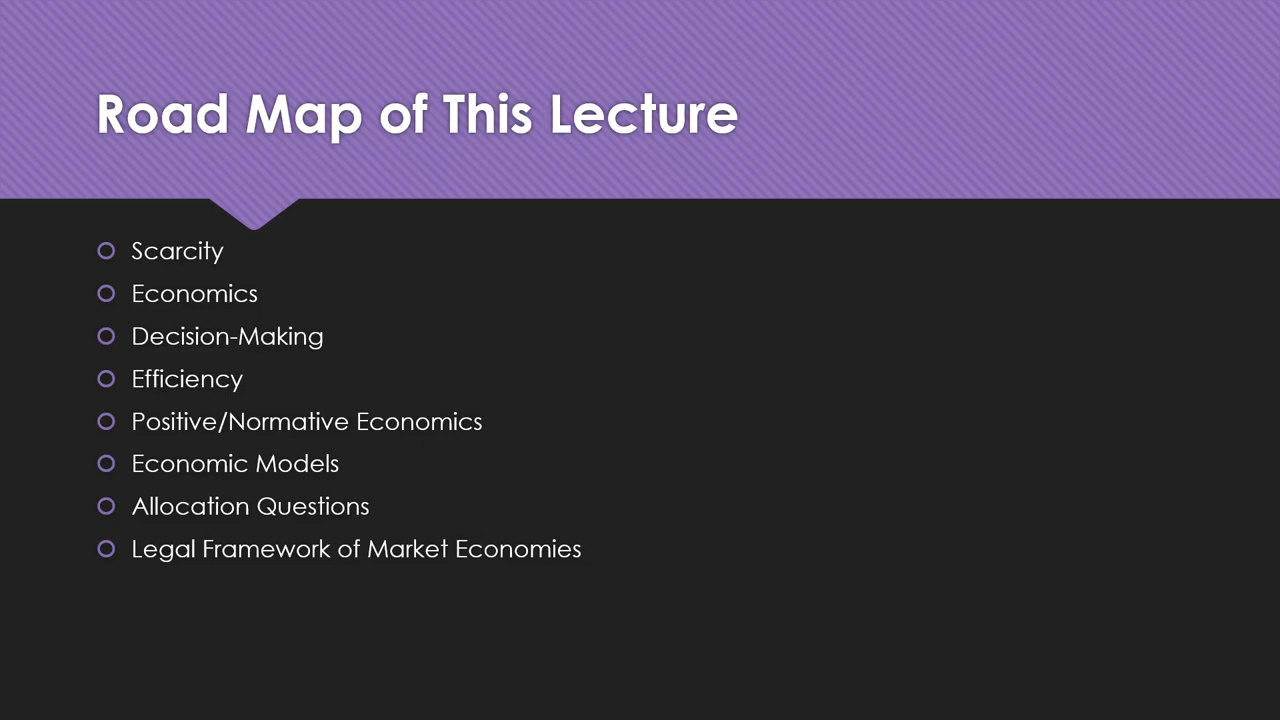 Road Map of This Lecture
Scarcity
Economics
Decision-Making
Efficiency
Positive/Normative Economics
Economic Models
Allocation Questions
Legal Framework of Market Economies